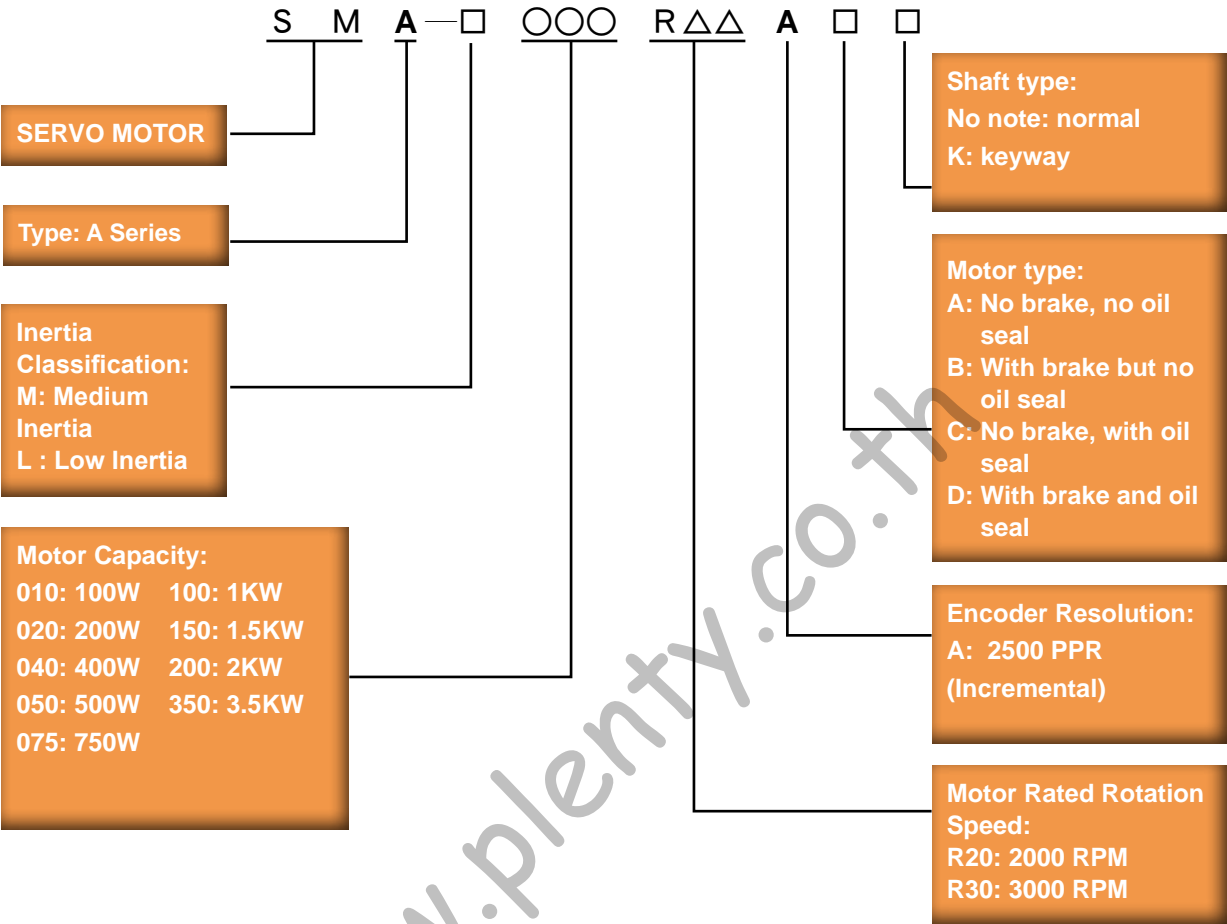 S M A — □ ○○○ R△△ A □ □
SERVO MOTOR
Type: A Series
Inertia
Classification:
M: Medium
Inertia
L : Low Inertia
Motor Capacity:
010: 100W 100: 1KW
020: 200W 150: 1.5KW
040: 400W 200: 2KW
050: 500W 350: 3.5KW
075: 750W
Shaft type:
No note: normal
K: keyway
Motor type:
A: No brake, no oil
seal
B: With brake but no
oil seal
C: No brake, with oil
seal
D: With brake and oil
seal
Encoder Resolution:
A: 2500 PPR
(Incremental)
Motor Rated Rotation
Speed:
R20: 2000 RPM
R30: 3000 RPM
w.plenty.co.th